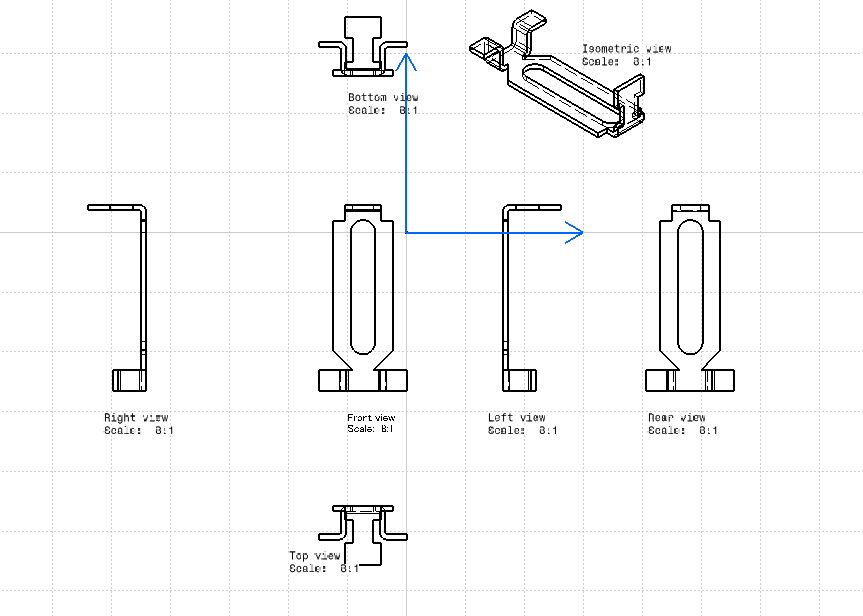 Isometric view
Scale: 8:1
Bottom view
Scale: 8:1
Right view
Scale: 8:1
Front view
Scale: 8:1
Left view
Scale: 8:1
Rear view
Scale: 8:1
Top view
Scale: 8:1